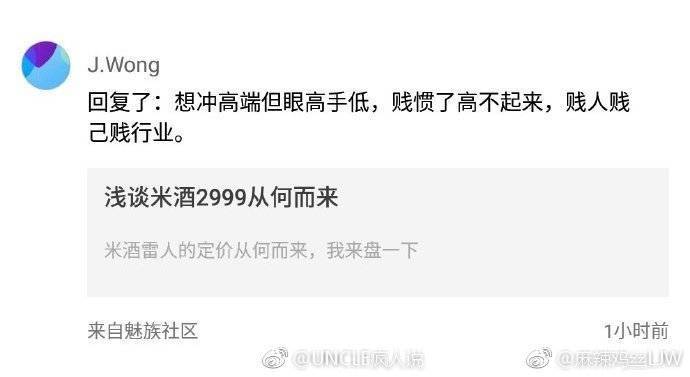 J.Wong
回复了：想冲高端但眼高手低，贱惯了高不起来，贱人贱
己贱行业。
浅谈米酒2999从何而来
米酒雷人的定价从何而来，我来盘一下
来自魅族社区
1小时前
@UNCLE疯人说
@麻辣鸡丝LJW